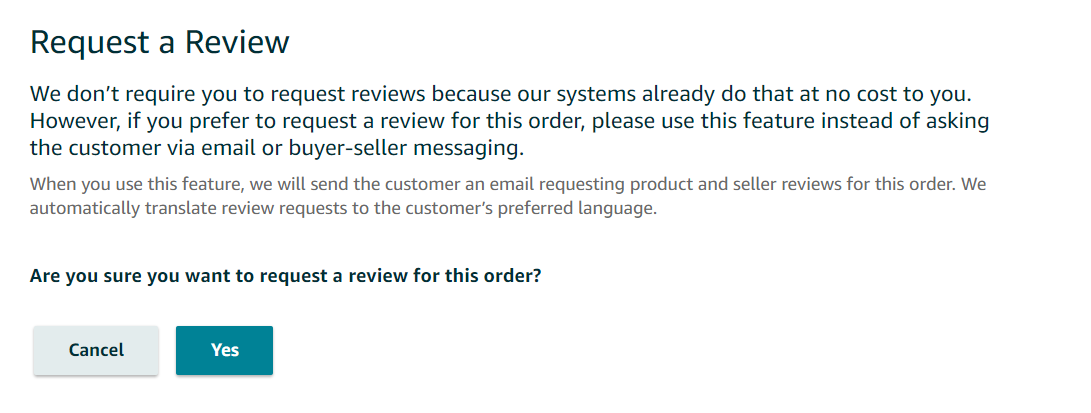 Request a Review
We don’t require you to request reviews because our systems already do that at no cost to you.
However, if you prefer to request a review for this order, please use this feature instead of asking
the customer via email or buyer-seller messaging.
When you use this feature, we will send the customer an email requesting product and seller reviews for this order. We
automatically translate review requests to the customer’s preferred language.
Are you sure you want to request a review for this order?
Cancel Yes